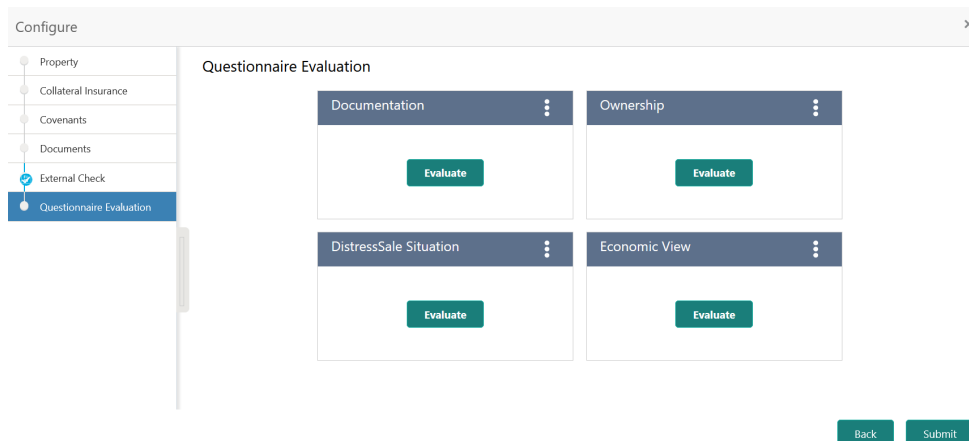 Configure
Property
Collateral Insurance
Covenants
Documents
External Check
Questionnaire Evaluation
Questionnaire Evaluation
Documentation
Evaluate
Ownership
Evaluate
DistressSale Situation
Evaluate
Economic View
Evaluate
Back
Submit